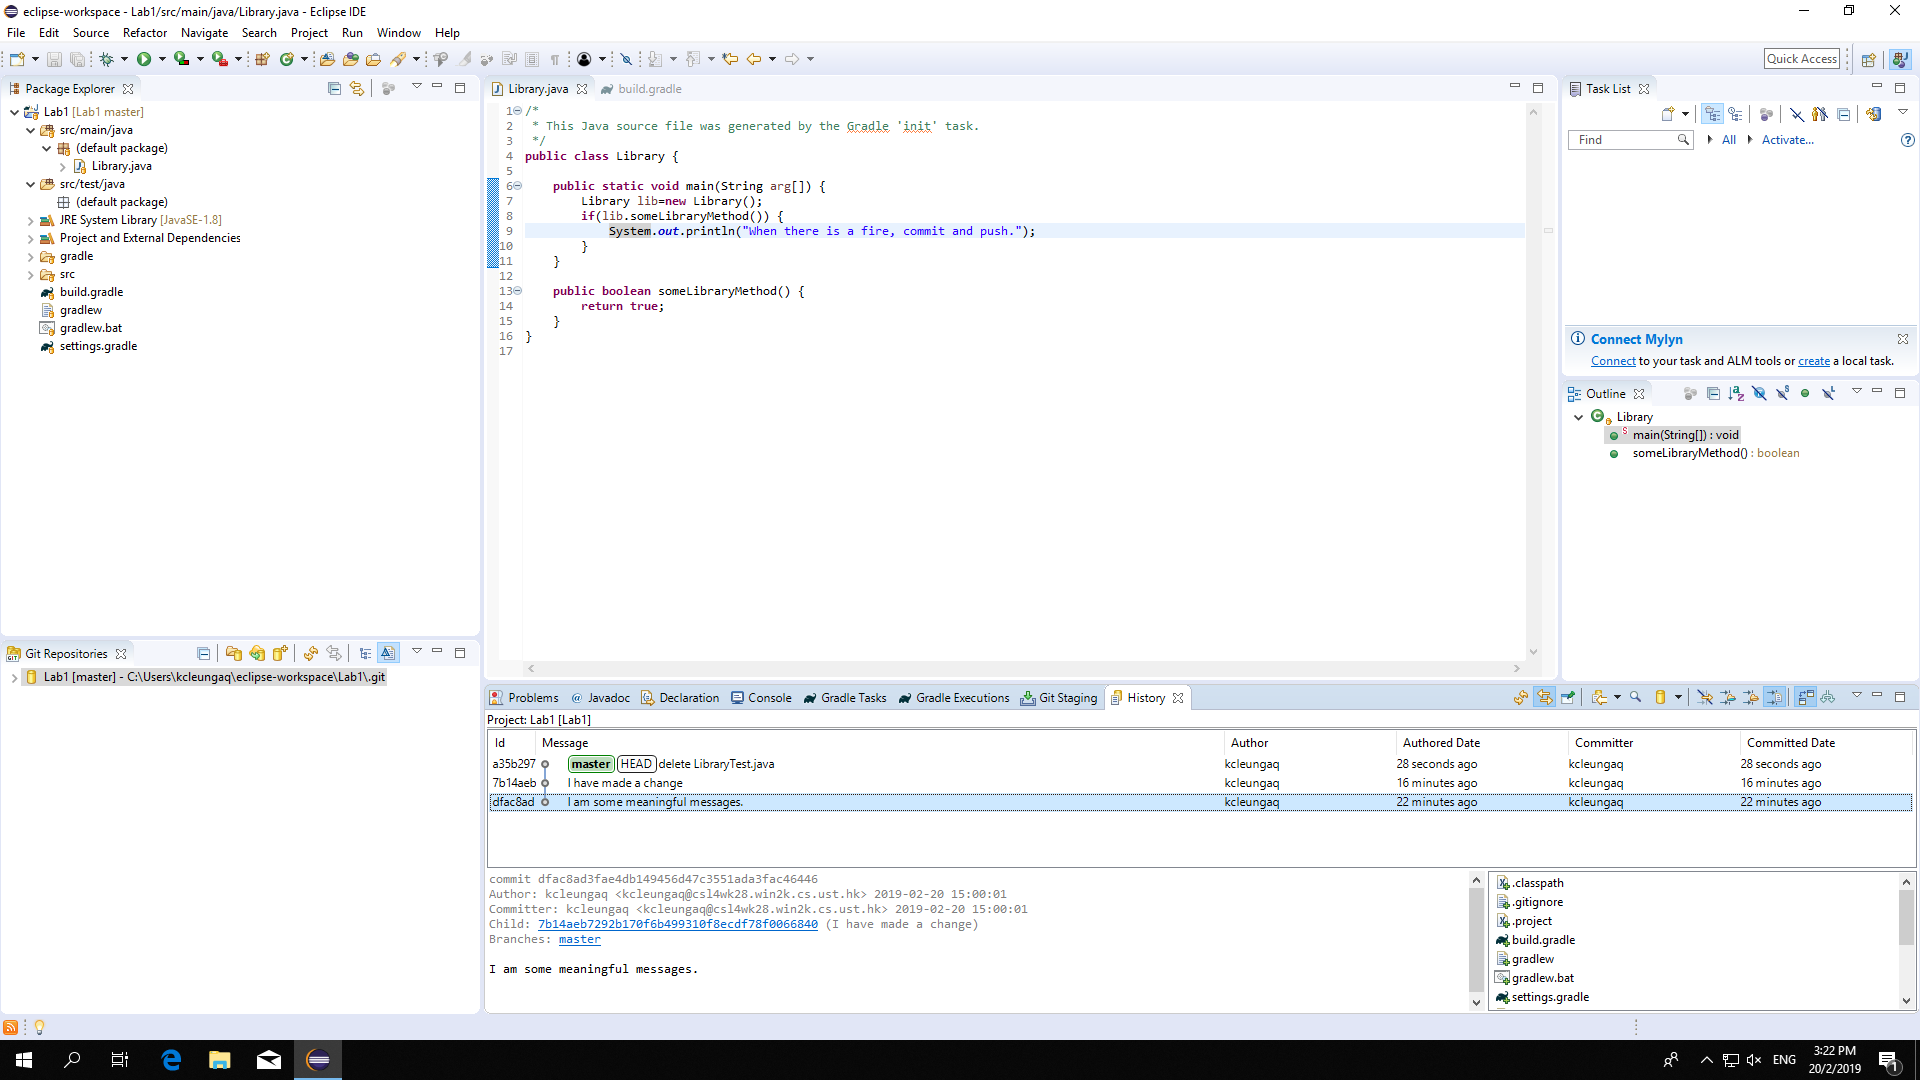 eclipse-workspace - Lab1/src/main/java/Library.java - Eclipse IDE
File Edit Source Refactor Navigate Search Project Run Window Help
Quick Access
Package Explorer
Lab1 [Lab1 master]
src/main/java
(default package)
Library.java
src/test/java
(default package)
JRE System Library [JavaSE-1.8]
Project and External Dependencies
gradle
src
build.gradle
gradlew
gradlew.bat
settings.gradle
Library.java build.gradle
1 /*
2 * This Java source file was generated by the Gradle 'init' task.
3 */
4 public class Library {
5
6 public static void main(String arg[]) {
7 Library lib=new Library();
8 if(lib.someLibraryMethod()) {
9 System.out.println("When there is a fire, commit and push.");
10 }
11 }
12
13 public boolean someLibraryMethod() {
14 return true;
15 }
16 }
17
Task List
Find All Activate...
Connect Mylyn
Connect to your task and ALM tools or create a local task.
Outline
Library
main(String[]) : void
someLibraryMethod() : boolean
Git Repositories
Lab1 [master] - C:\Users\kcleungaq\eclipse-workspace\Lab1\.git
Problems @ Javadoc Declaration Console Gradle Tasks Gradle Executions Git Staging History
Project: Lab1 [Lab1]
Id Message Author Authored Date Committer Committed Date
a35b297 master HEAD delete LibraryTest.java kcleungaq 28 seconds ago kcleungaq 28 seconds ago
7b14aeb I have made a change kcleungaq 16 minutes ago kcleungaq 16 minutes ago
dfac8ad I am some meaningful messages. kcleungaq 22 minutes ago kcleungaq 22 minutes ago
commit dfac8ad3fae4db149456d47c3551ada3fac46446
Author: kcleungaq <kcleungaq@csl4wk28.win2k.cs.ust.hk> 2019-02-20 15:00:01
Committer: kcleungaq <kcleungaq@csl4wk28.win2k.cs.ust.hk> 2019-02-20 15:00:01
Child: 7b14aeb7292b170f6b499310f8ecdf78f0066840 (I have made a change)
Branches: master
I am some meaningful messages.
.classpath
.gitignore
.project
build.gradle
gradlew
gradlew.bat
settings.gradle
ENG
3:22 PM
20/2/2019
1